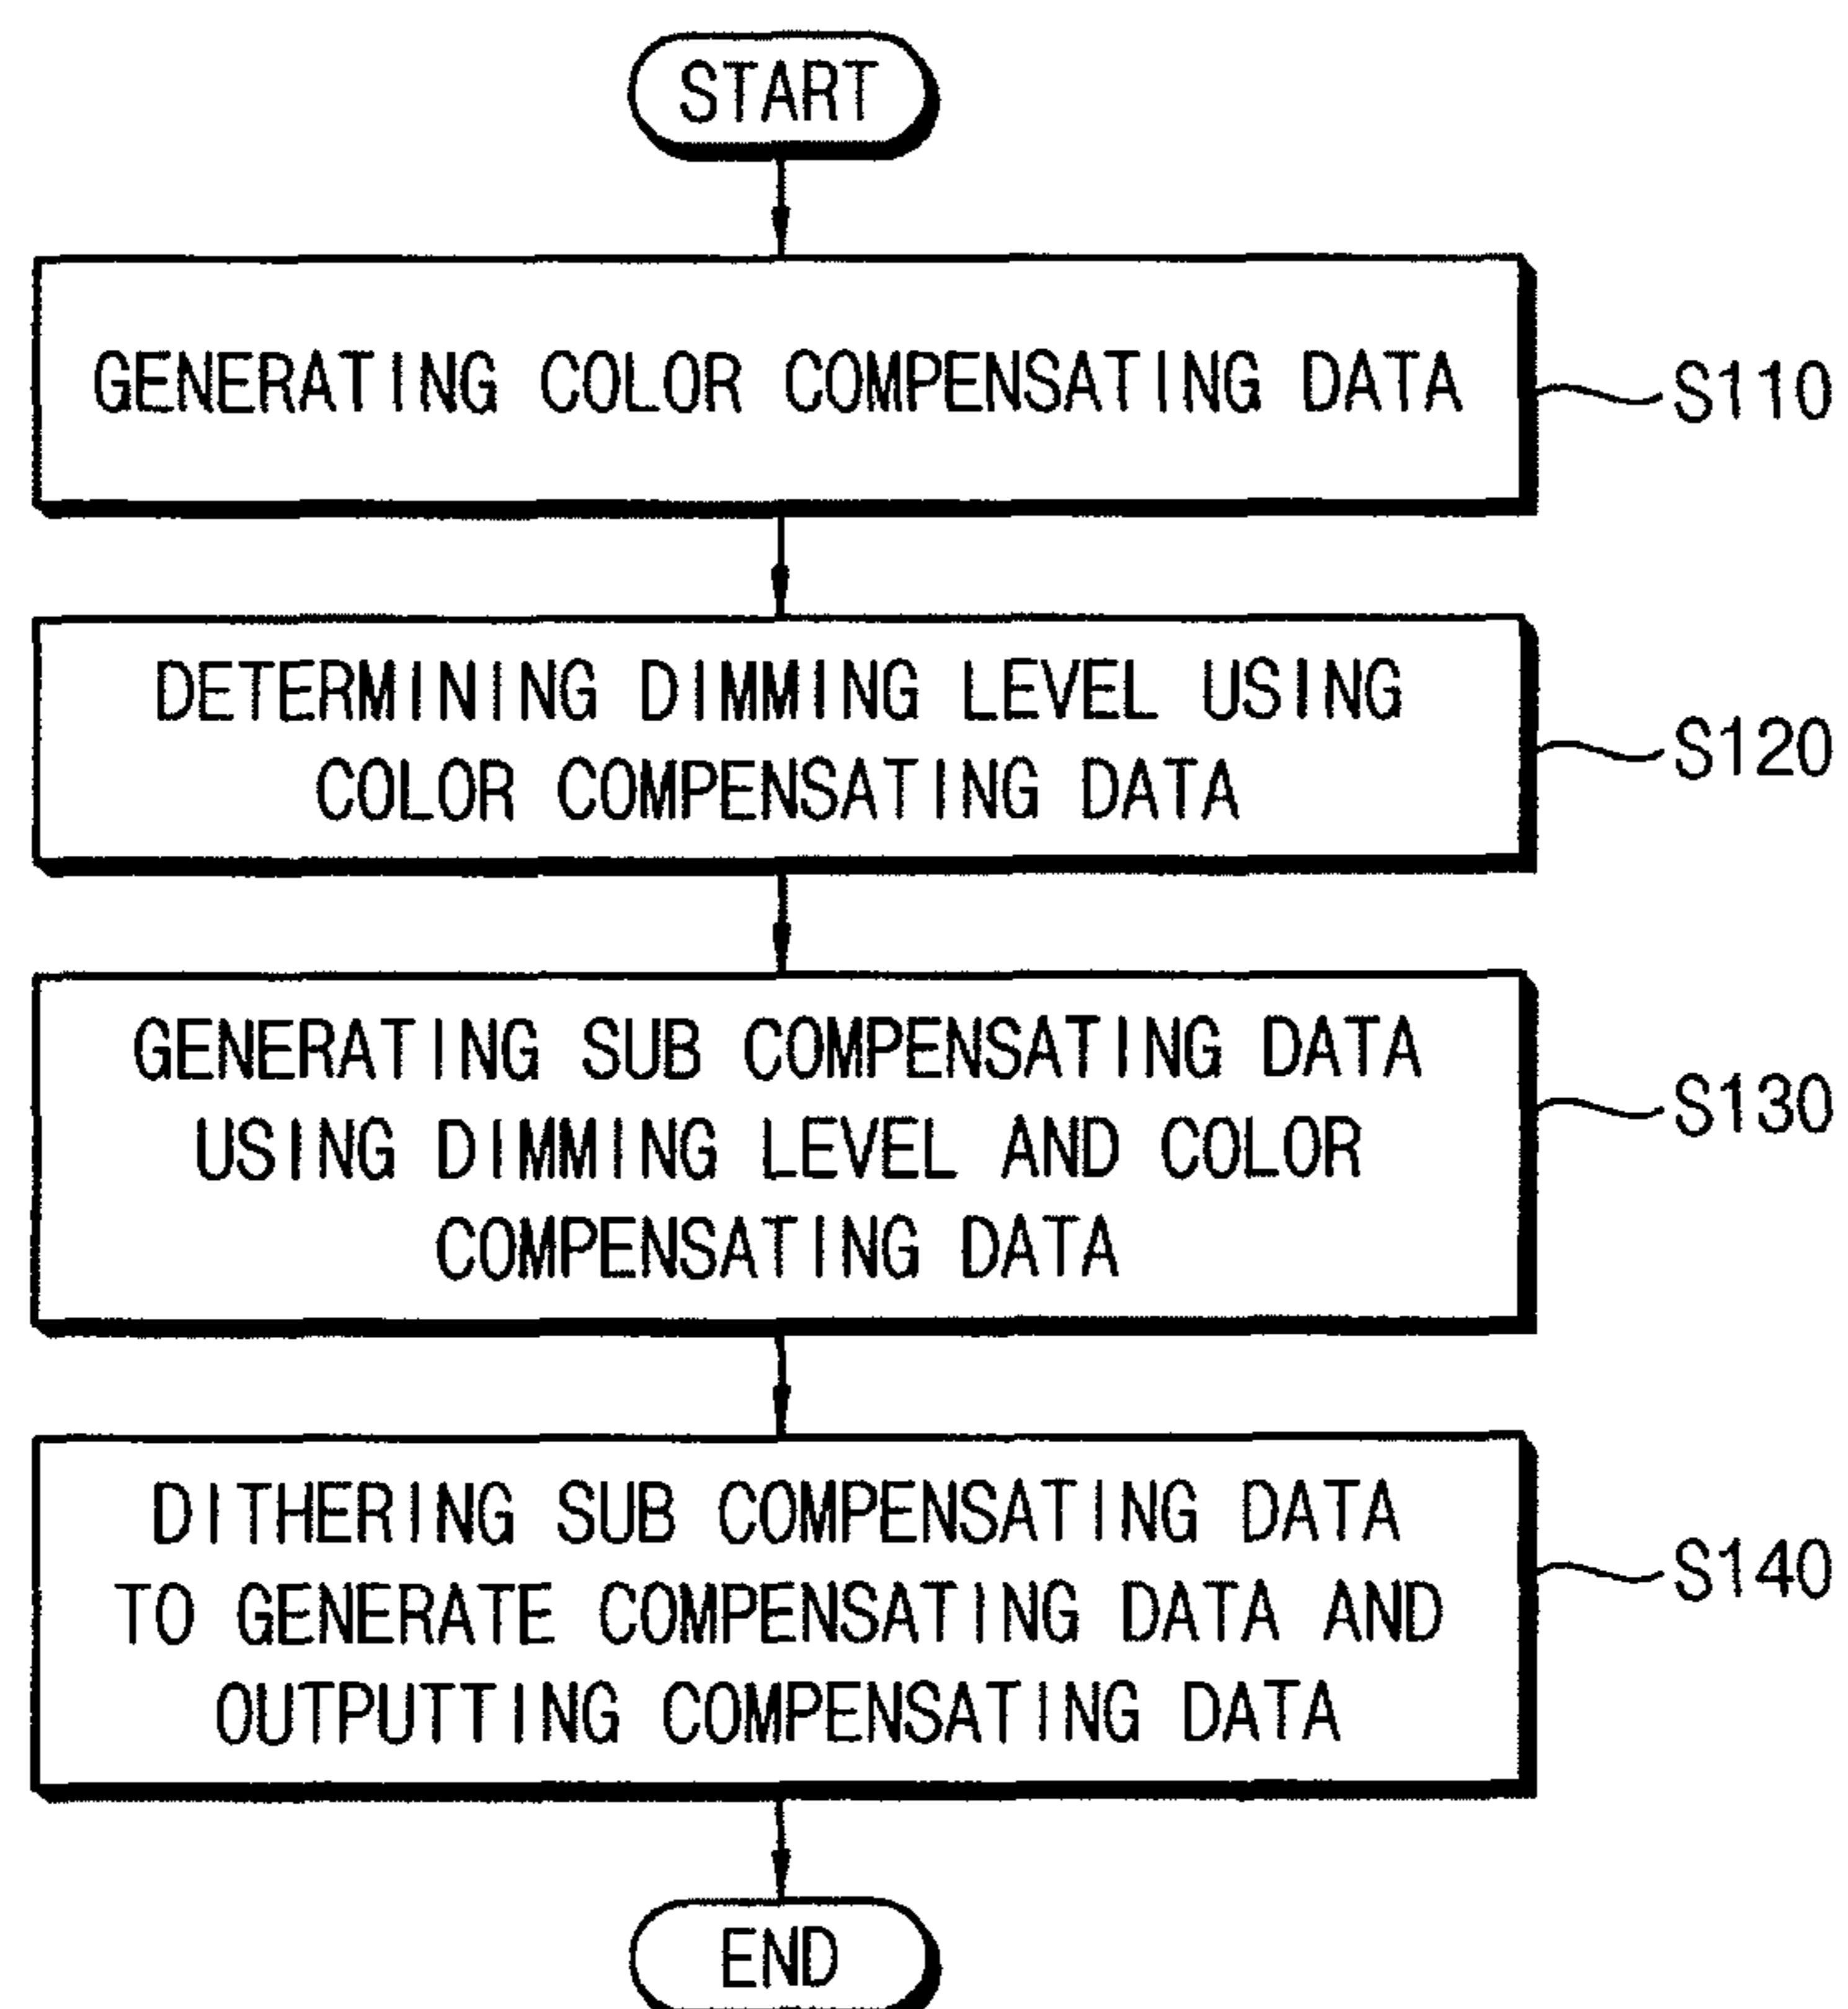 START
GENERATING COLOR COMPENSATING DATA
S110
DETERMINING DIMMING LEVEL USING
COLOR COMPENSATING DATA
S120
GENERATING SUB COMPENSATING DATA
USING DIMMING LEVEL AND COLOR
COMPENSATING DATA
S130
DITHERING SUB COMPENSATING DATA
TO GENERATE COMPENSATING DATA AND
OUTPUTTING COMPENSATING DATA
S140
END